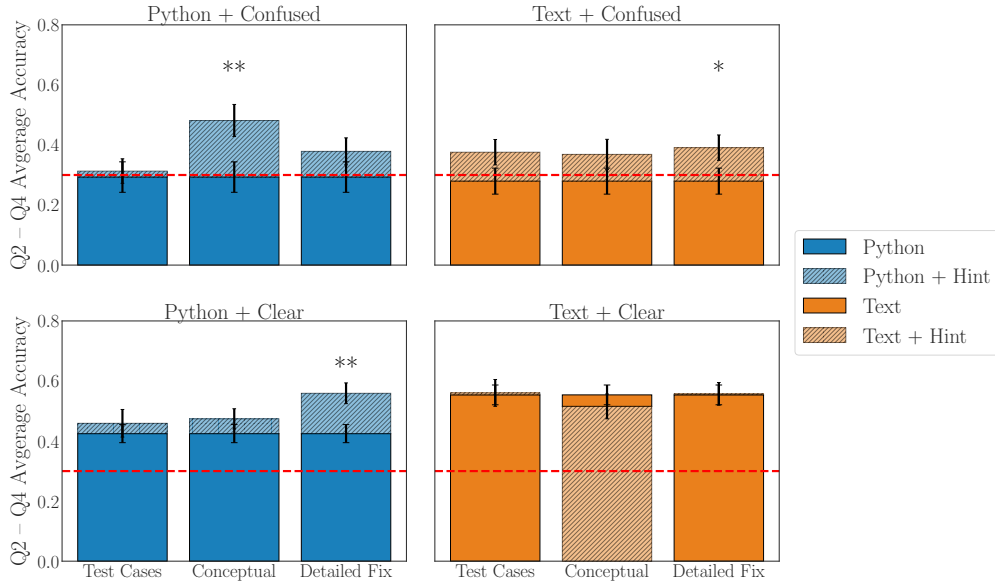 Python + Confused
Text + Confused
Q2 – Q4 Avgerage Accuracy
0.8
0.6
0.4
0.2
0.0
**
*
Python
Python + Hint
Text
Text + Hint
Python + Clear
Text + Clear
Q2 – Q4 Avgerage Accuracy
0.8
0.6
0.4
0.2
0.0
**
Test Cases Conceptual Detailed Fix
Test Cases Conceptual Detailed Fix